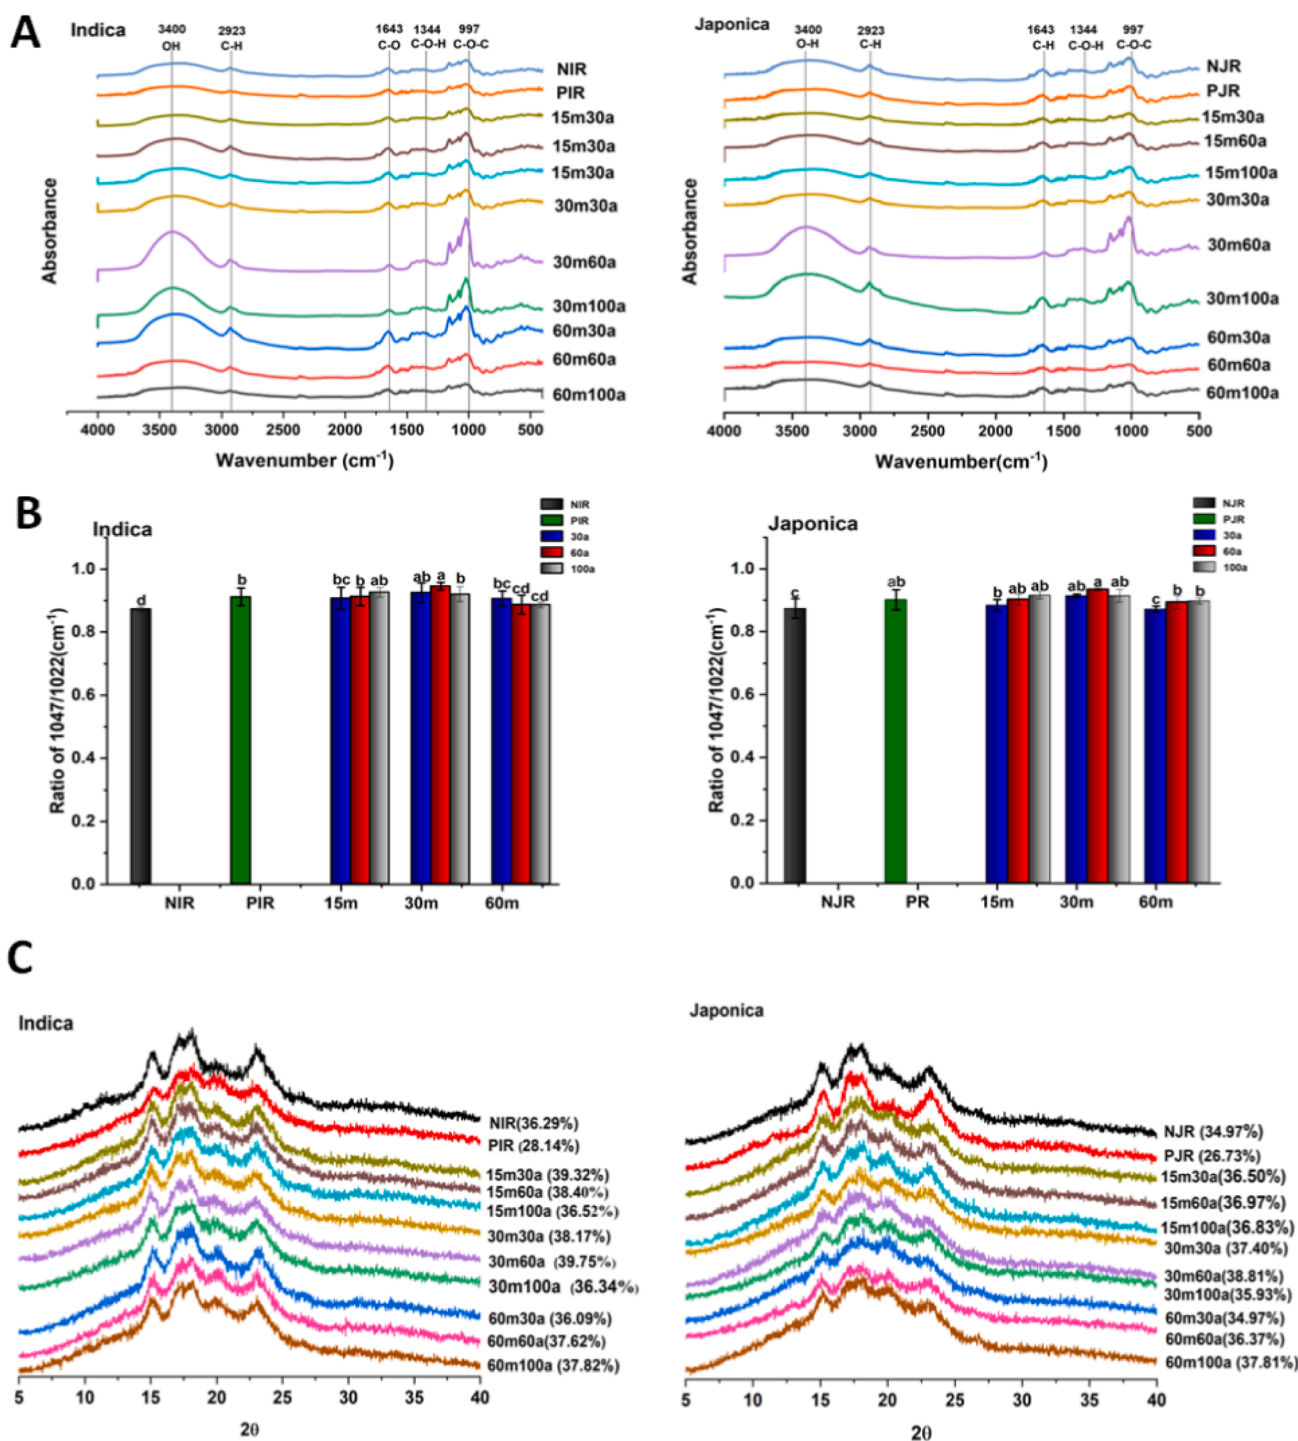 A
Indica
3400 2923 1643 1344 997
OH C-H C-O C-O-H C-O-C
NIR
PIR
15m30a
15m30a
15m30a
30m30a
30m60a
30m100a
60m30a
60m60a
60m100a
Absorbance
4000 3500 3000 2500 2000 1500 1000 500
Wavenumber (cm-1)
Japonica
3400 2923 1643 1344 997
O-H C-H C-H C-O-H C-O-C
NJR
PJR
15m30a
15m60a
15m100a
30m30a
30m60a
30m100a
60m30a
60m60a
60m100a
Absorbance
4000 3500 3000 2500 2000 1500 1000 500
Wavenumber(cm-1)
B
Indica
NIR
PIR
30a
60a
100a
d b bc b ab ab a b bc cd cd
1.0
0.8
0.6
0.4
0.2
0.0
Ratio of 1047/1022(cm-1)
NIR PIR 15m 30m 60m
Japonica
NJR
PJR
30a
60a
100a
c ab b ab ab ab a ab c b b
1.0
0.8
0.6
0.4
0.2
0.0
Ratio of 1047/1022(cm-1)
NJR PR 15m 30m 60m
C
Indica
NIR(36.29%)
PIR (28.14%)
15m30a (39.32%)
15m60a (38.40%)
15m100a (36.52%)
30m30a (38.17%)
30m60a (39.75%)
30m100a (36.34%)
60m30a (36.09%)
60m60a(37.62%)
60m100a (37.82%)
5 10 15 20 25 30 35 40
2θ
Japonica
NJR (34.97%)
PJR (26.73%)
15m30a(36.50%)
15m60a(36.97%)
15m100a(36.83%)
30m30a (37.40%)
30m60a(38.81%)
30m100a(35.93%)
60m30a(34.97%)
60m60a(36.37%)
60m100a (37.81%)
5 10 15 20 25 30 35 40
2θ